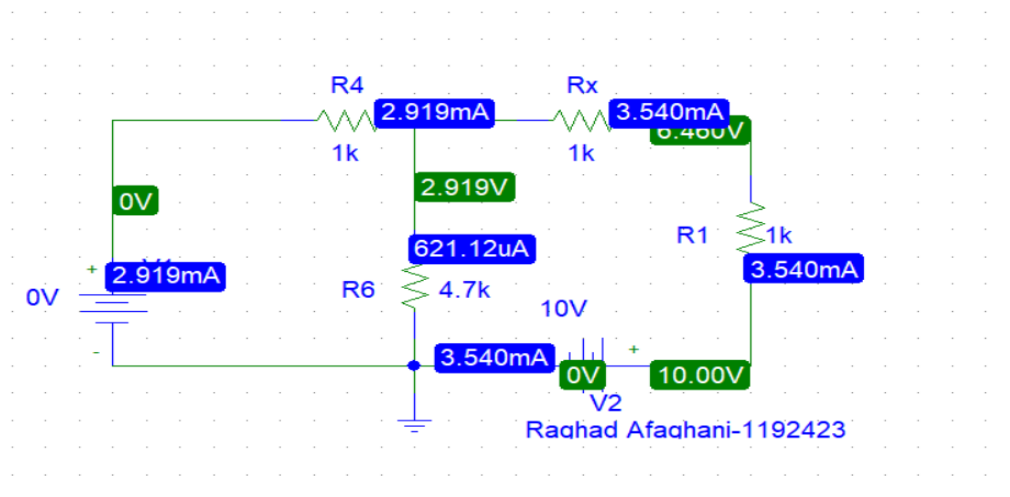 R4
2.919mA
1k
Rx
3.540mA
6.460V
1k
0V
2.919V
621.12uA
R1
1k
3.540mA
+
2.919mA
0V
-
R6
4.7k
10V
3.540mA
0V
+
10.00V
V2
Raghad Afaghani-1192423